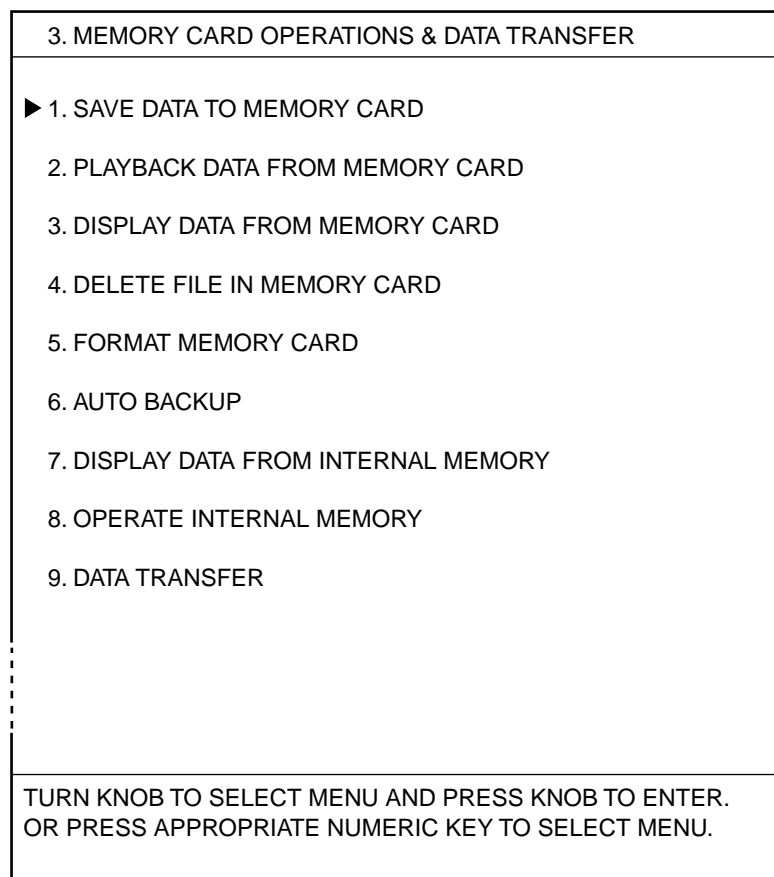 3. MEMORY CARD OPERATIONS & DATA TRANSFER
1. SAVE DATA TO MEMORY CARD
2. PLAYBACK DATA FROM MEMORY CARD
3. DISPLAY DATA FROM MEMORY CARD
4. DELETE FILE IN MEMORY CARD
5. FORMAT MEMORY CARD
6. AUTO BACKUP
7. DISPLAY DATA FROM INTERNAL MEMORY
8. OPERATE INTERNAL MEMORY
9. DATA TRANSFER
TURN KNOB TO SELECT MENU AND PRESS KNOB TO ENTER.
OR PRESS APPROPRIATE NUMERIC KEY TO SELECT MENU.